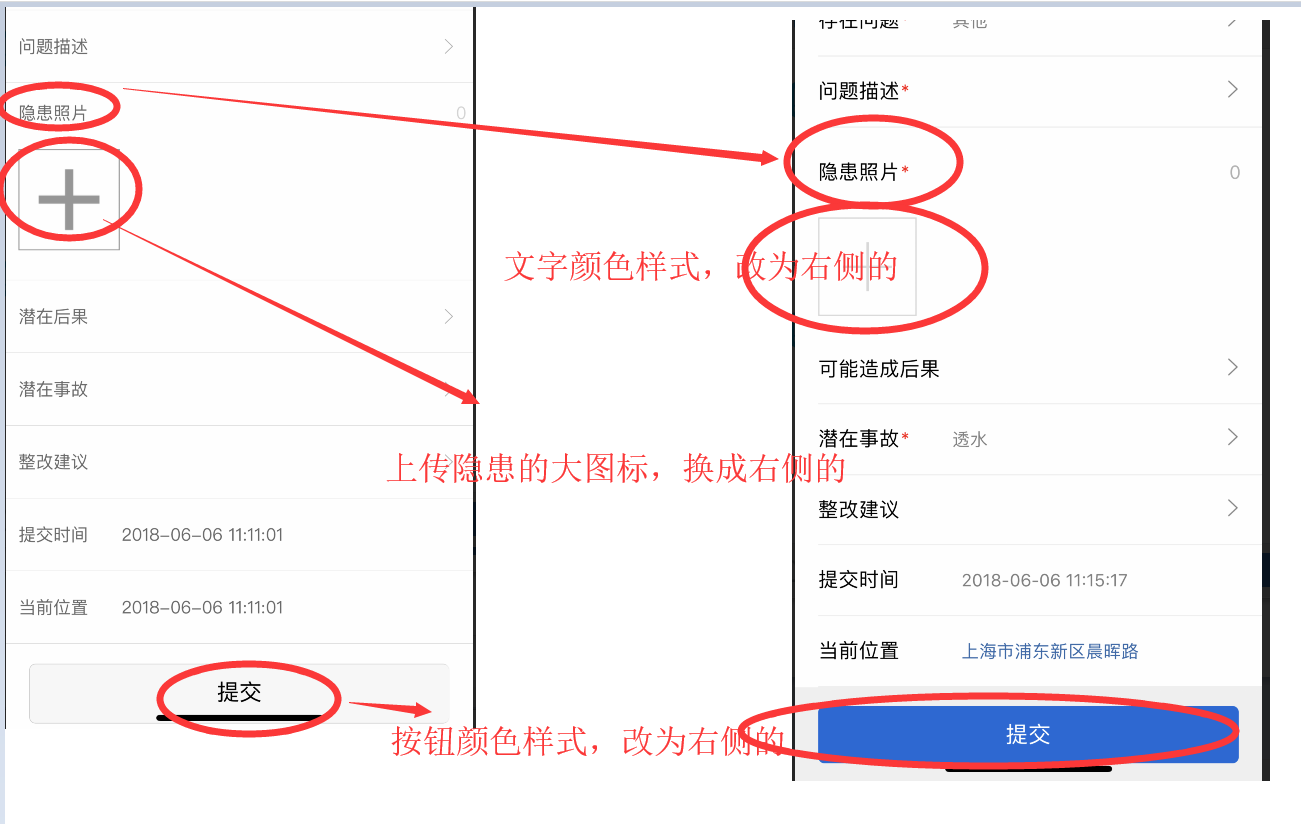 问题描述
隐患照片
0
潜在后果
潜在事故
整改建议
提交时间 2018-06-06 11:11:01
当前位置 2018-06-06 11:11:01
提交
文字颜色样式，改为右侧的
上传隐患的大图标，换成右侧的
按钮颜色样式，改为右侧的
存在问题 其他
问题描述*
隐患照片*
0
可能造成后果
潜在事故* 透水
整改建议
提交时间 2018-06-06 11:15:17
当前位置 上海市浦东新区晨晖路
提交